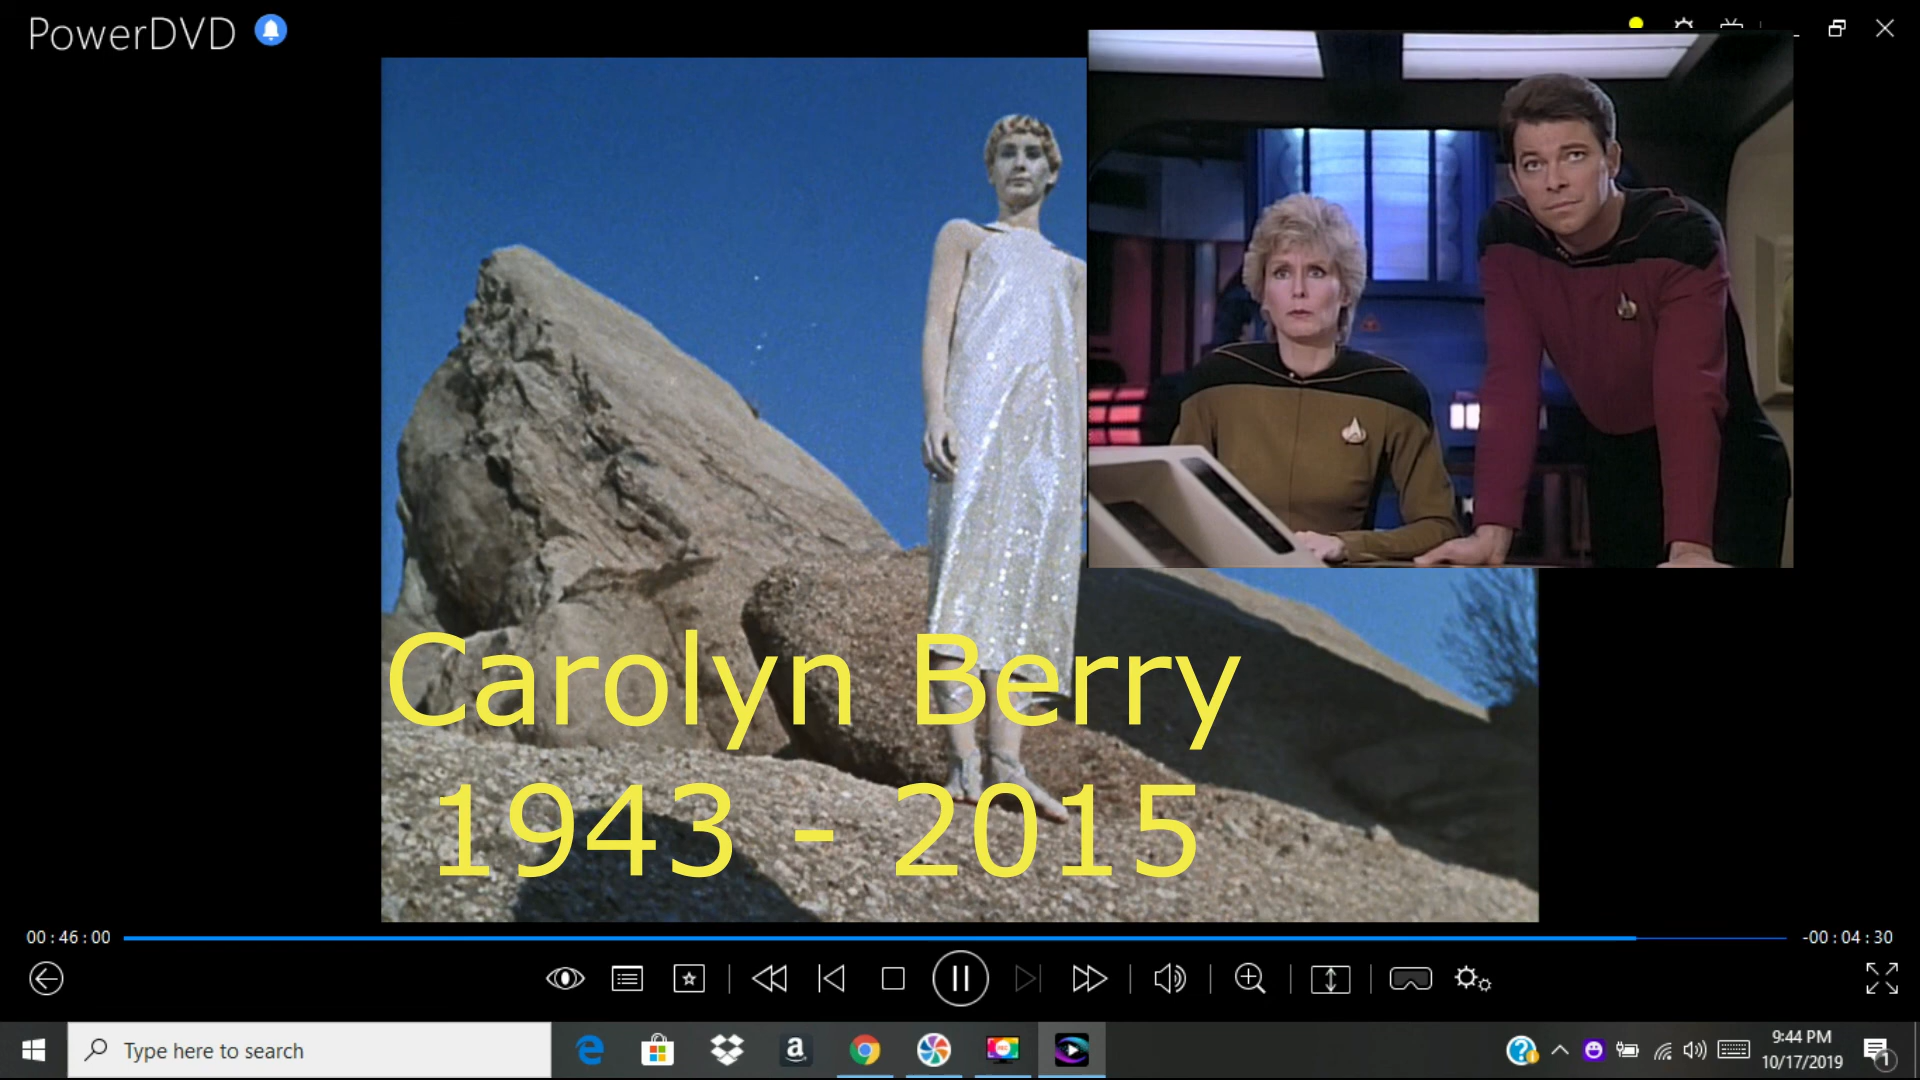 PowerDVD
Carolyn Berry
1943 - 2015
00:46:00
-00:04:30
Type here to search
9:44 PM
10/17/2019
1